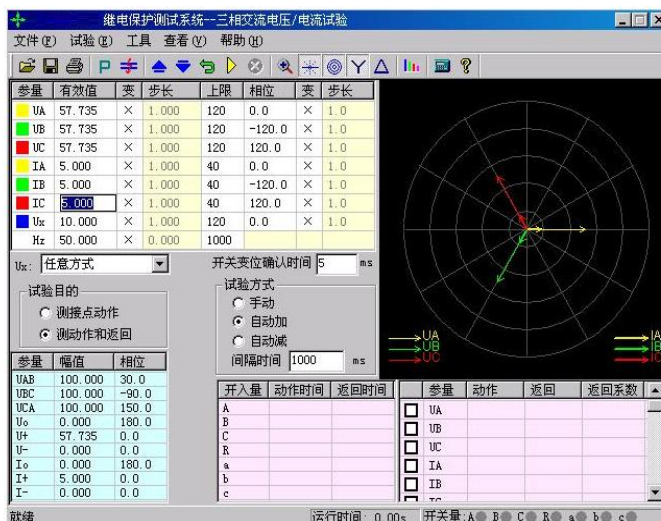 继电保护测试系统--三相交流电压/电流试验
文件(F) 试验(E) 工具 查看(V) 帮助(H)
参量 有效值 变 步长 上限 相位 变 步长
UA 57.735 × 1.000 120 0.0 × 1.0
UB 57.735 × 1.000 120 -120.0 × 1.0
UC 57.735 × 1.000 120 120.0 × 1.0
IA 5.000 × 1.000 40 0.0 × 1.0
IB 5.000 × 1.000 40 -120.0 × 1.0
IC 5.000 × 1.000 40 120.0 × 1.0
Ux 10.000 × 1.000 120 0.0 × 1.0
Hz 50.000 × 0.000 1000
Ux: 任意方式 开关变位确认时间 5 ms
试验目的
测接点动作
测动作和返回
试验方式
手动
自动加
自动减
间隔时间 1000 ms
UA
UB
UC
IA
IB
IC
参量 幅值 相位
UAB 100.000 30.0
UBC 100.000 -90.0
UCA 100.000 150.0
Uo 0.000 180.0
U+ 57.735 0.0
U- 0.000 0.0
Io 0.000 180.0
I+ 5.000 0.0
I- 0.000 0.0
开入量 动作时间 返回时间
A
B
C
R
a
b
c
参量 动作 返回 返回系数
UA
UB
UC
IA
IB
IC
就绪 运行时间: 0.00s 开关量:A B C R a b c